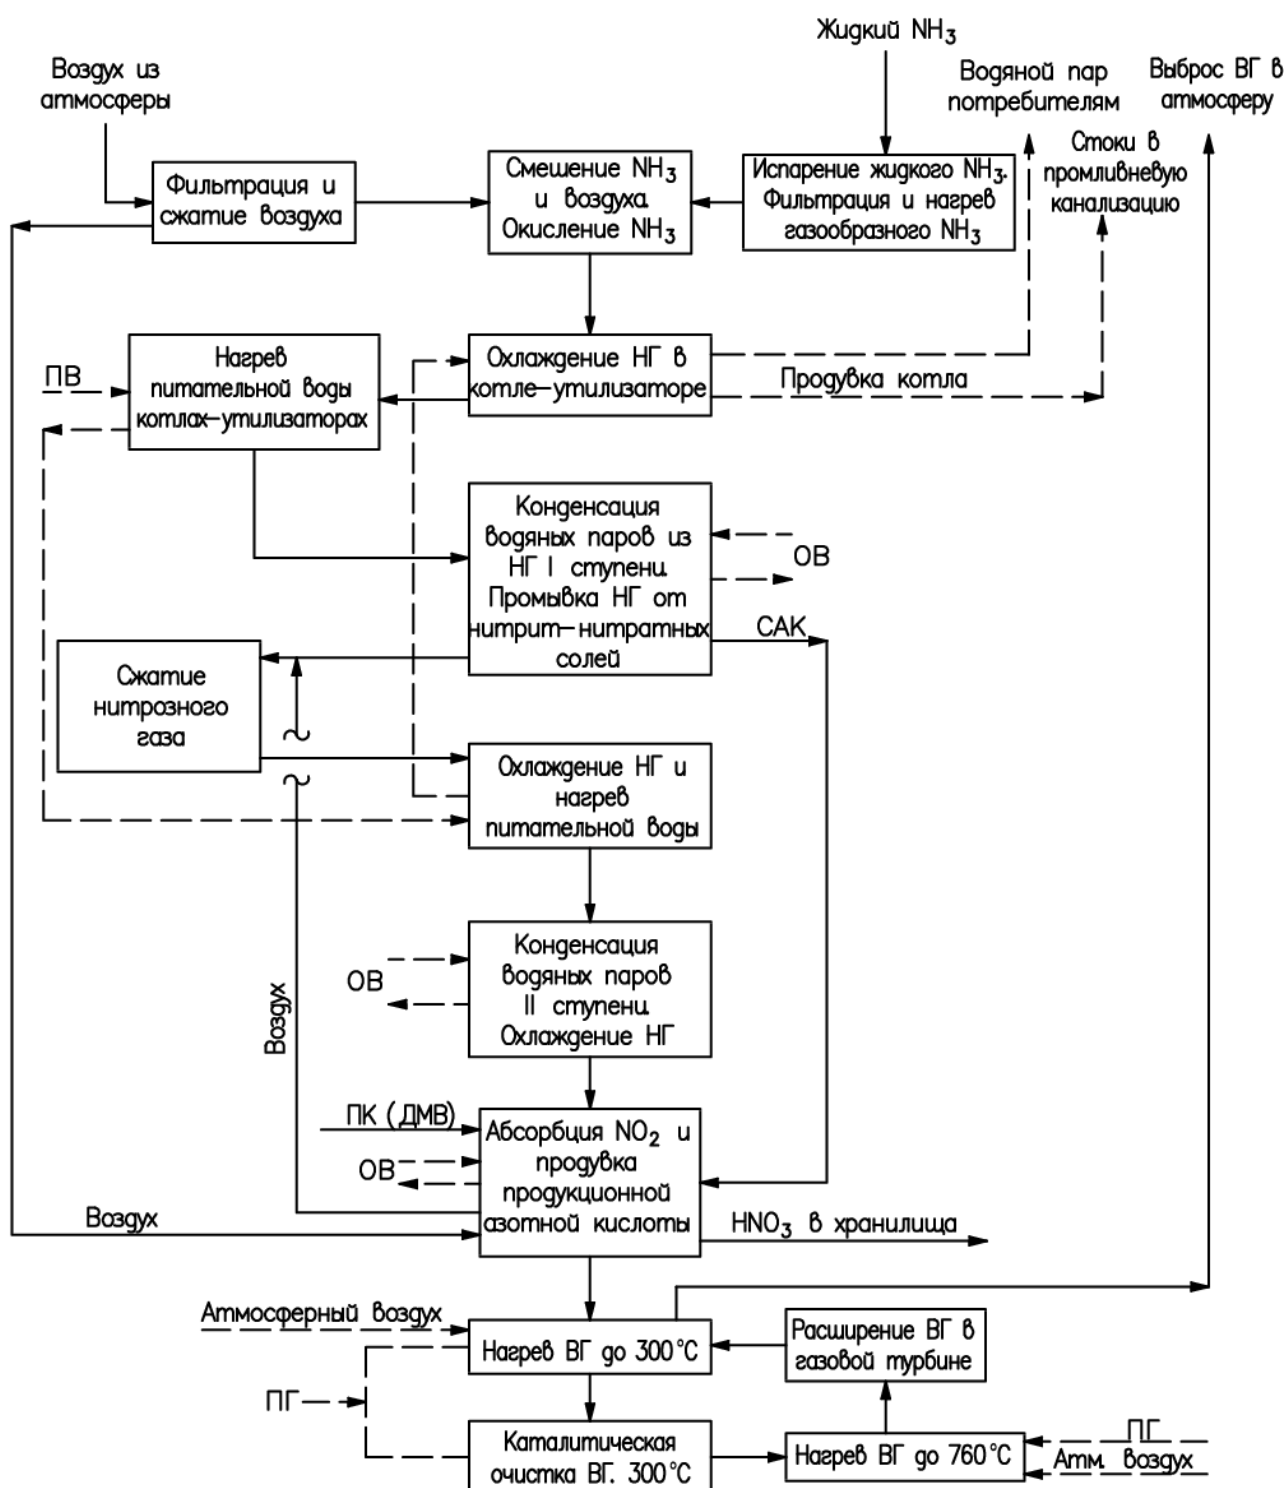 Жидкий NH₃
Воздух из
атмосферы
Водяной пар
потребителям
Выброс ВГ в
атмосферу
Стоки в
промливневую
канализацию
Фильтрация и
сжатие воздуха
Смешение NH₃
и воздуха
Окисление NH₃
Испарение жидкого NH₃.
Фильтрация и нагрев
газообразного NH₃
ПВ
Нагрев
питательной воды
котлах-утилизаторах
Охлаждение НГ в
котле-утилизаторе
Продувка котла
Конденсация
водяных паров из
НГ I ступени
Промывка НГ от
нитрит-нитратных
солей
ОВ
САК
Сжатие
нитрозного
газа
Охлаждение НГ и
нагрев
питательной воды
Конденсация
водяных паров
II ступени
Охлаждение НГ
ОВ
Воздух
ПК (ДМВ)
ОВ
Абсорбция NO₂ и
продувка
продукционной
азотной кислоты
Воздух
HNO₃ в хранилища
Атмосферный воздух
Нагрев ВГ до 300°С
Расширение ВГ в
газовой турбине
ПГ
Каталитическая
очистка ВГ. 300°С
Нагрев ВГ до 760°С
ПГ
Атм. воздух